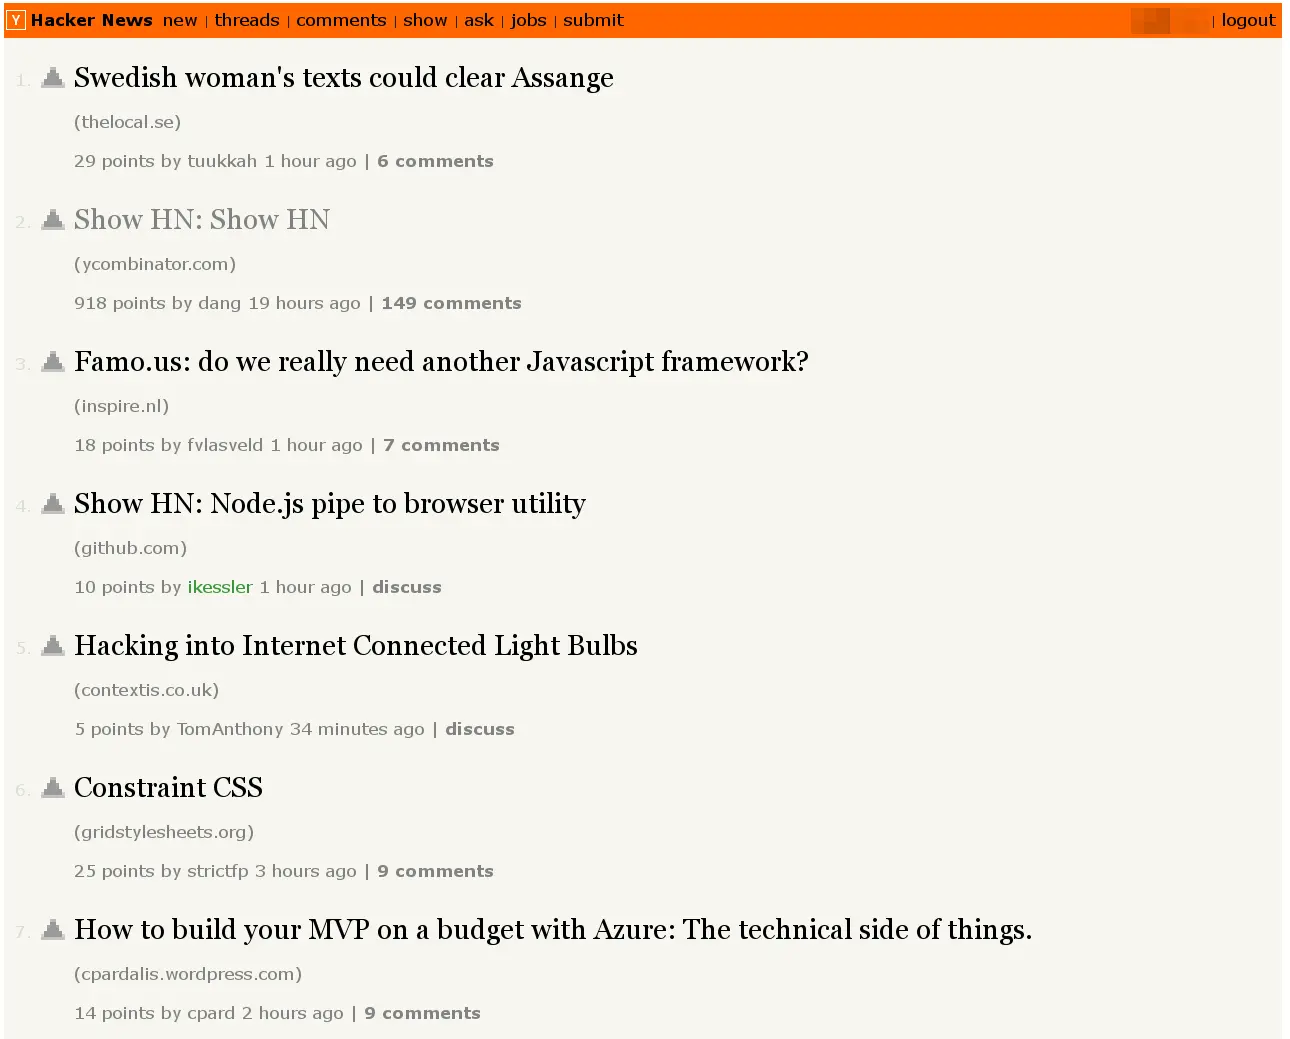 Y Hacker News new | threads | comments | show | ask | jobs | submit | logout
1. Swedish woman's texts could clear Assange
(thelocal.se)
29 points by tuukkah 1 hour ago | 6 comments
2. Show HN: Show HN
(ycombinator.com)
918 points by dang 19 hours ago | 149 comments
3. Famo.us: do we really need another Javascript framework?
(inspire.nl)
18 points by fvlasveld 1 hour ago | 7 comments
4. Show HN: Node.js pipe to browser utility
(github.com)
10 points by ikessler 1 hour ago | discuss
5. Hacking into Internet Connected Light Bulbs
(contextis.co.uk)
5 points by TomAnthony 34 minutes ago | discuss
6. Constraint CSS
(gridstylesheets.org)
25 points by strictfp 3 hours ago | 9 comments
7. How to build your MVP on a budget with Azure: The technical side of things.
(cpardalis.wordpress.com)
14 points by cpard 2 hours ago | 9 comments